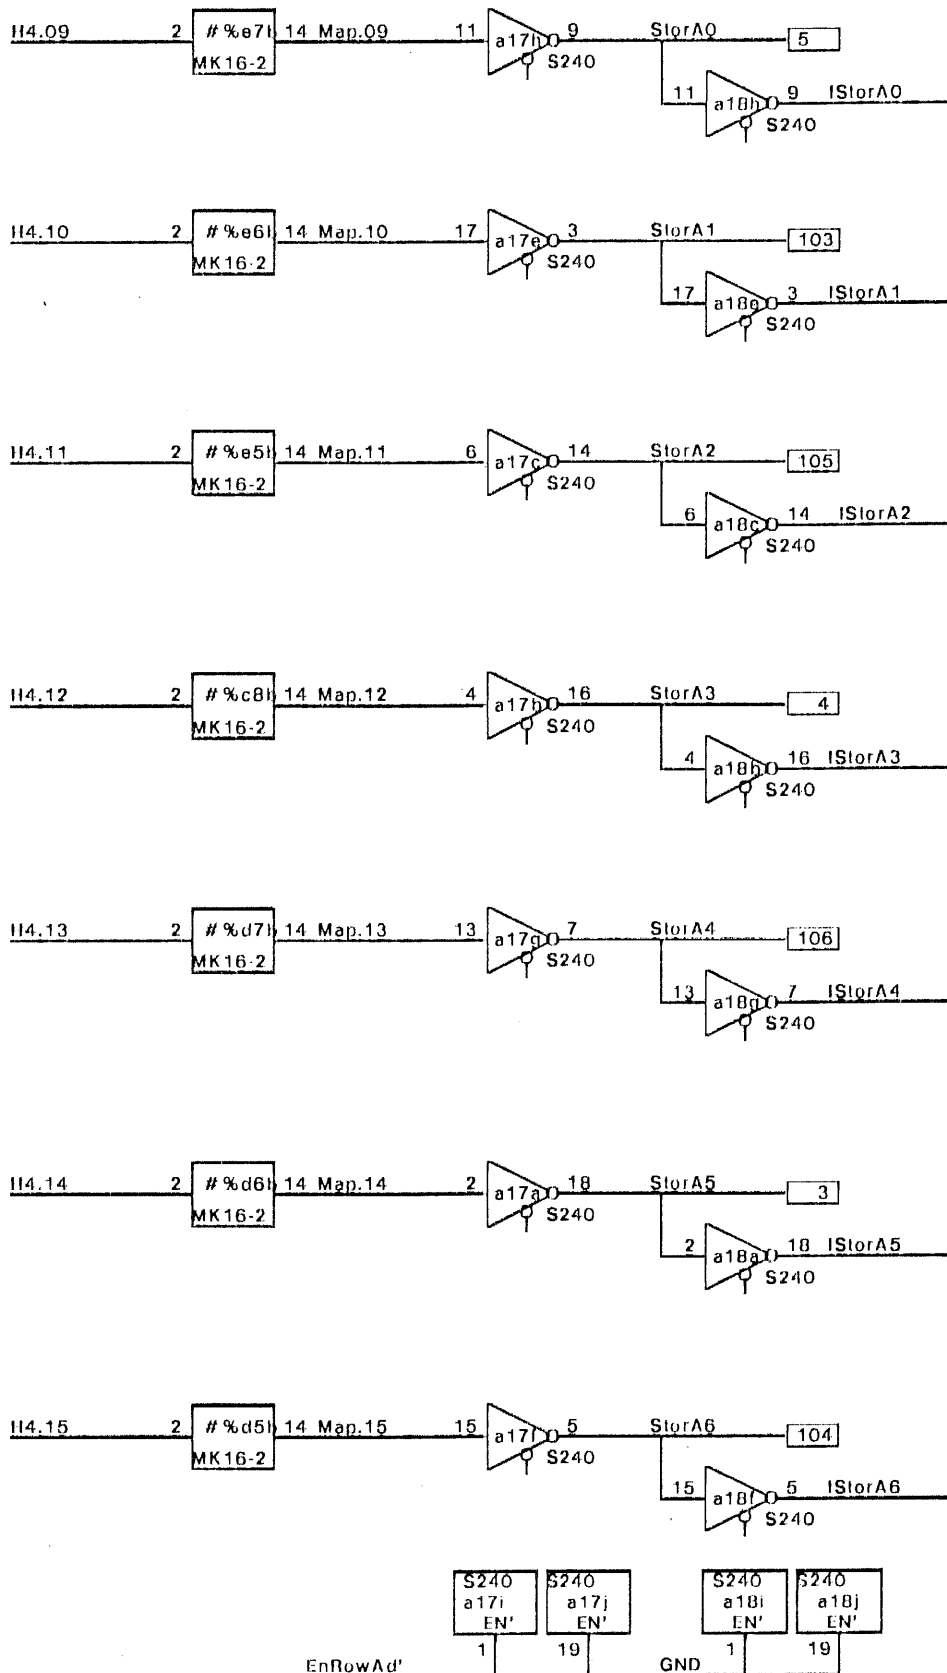 H4.09 2 #%e7b 14 Map.09 11 a17h 9 StorA0 5
MK16-2 S240
11 a18h 9 IStorA0
S240
H4.10 2 #%e6b 14 Map.10 17 a17e 3 StorA1 103
MK16-2 S240
17 a18e 3 IStorA1
S240
H4.11 2 #%e5b 14 Map.11 6 a17c 14 StorA2 105
MK16-2 S240
6 a18c 14 IStorA2
S240
H4.12 2 #%c8b 14 Map.12 4 a17b 16 StorA3 4
MK16-2 S240
4 a18b 16 IStorA3
S240
H4.13 2 #%d7b 14 Map.13 13 a17g 7 StorA4 106
MK16-2 S240
13 a18g 7 IStorA4
S240
H4.14 2 #%d6b 14 Map.14 2 a17a 18 StorA5 3
MK16-2 S240
2 a18a 18 IStorA5
S240
H4.15 2 #%d5b 14 Map.15 15 a17f 5 StorA6 104
MK16-2 S240
15 a18f 5 IStorA6
S240
S240 S240 S240 S240
a17i a17j a18i a18j
EN' EN' EN' EN'
1 19 1 19
EnRowAd' GND